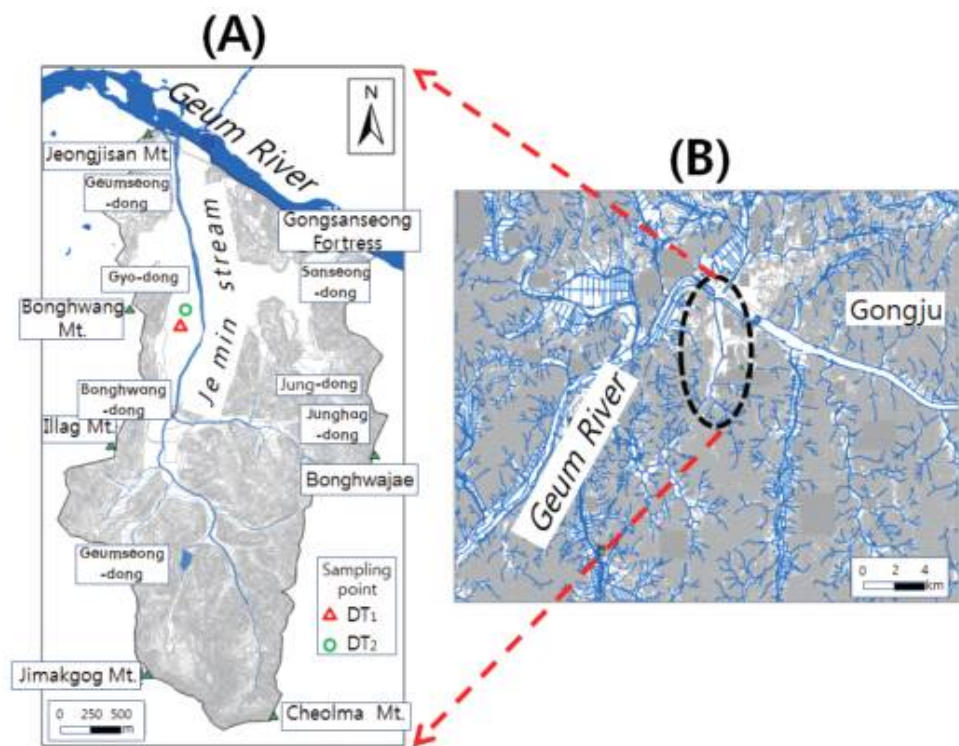 (A)
Geum River
N
Jeongjisan Mt.
Geumseong
-dong
Je min stream
Gongsanseong
Fortress
Sanseong
-dong
Gyo-dong
Bonghwang
Mt.
Bonghwang
-dong
Jung-dong
Junghag
-dong
Illag Mt.
Bonghwajae
Geumseong
-dong
Sampling
point
DT1
DT2
Jimakgog Mt.
0 250 500
m
Cheolma Mt.
(B)
Gongju
Geum River
0 2 4
km